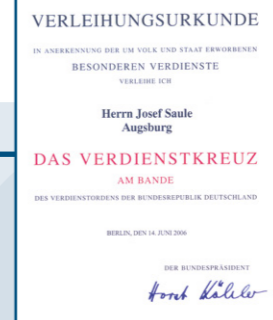 VERLEIHUNGSURKUNDE
IN ANERKENNUNG DER UM VOLK UND STAAT ERWORBENEN
BESONDEREN VERDIENSTE
VERLEIHE ICH
Herrn Josef Saule
Augsburg
DAS VERDIENSTKREUZ
AM BANDE
DES VERDIENSTORDENS DER BUNDESREPUBLIK DEUTSCHLAND
BERLIN, DEN 14. JUNI 2006
DER BUNDESPRÄSIDENT
Horst Köhler